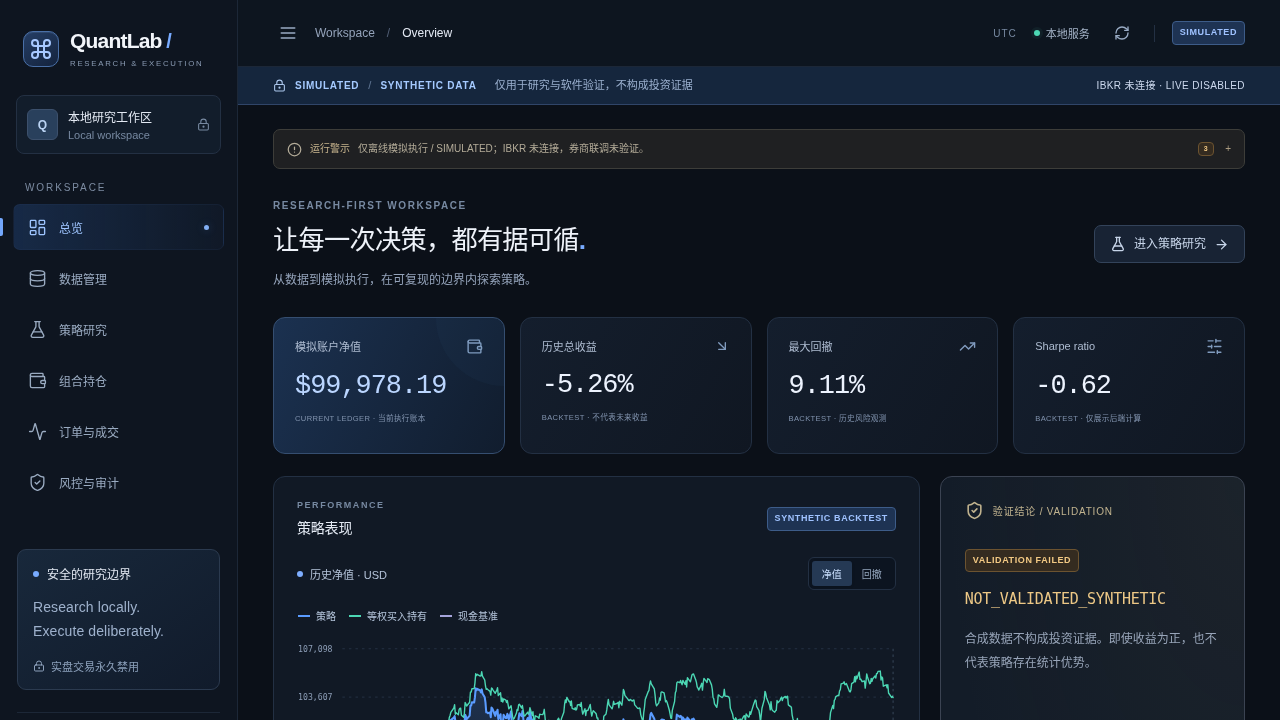 QuantLab /
RESEARCH & EXECUTION
Q
本地研究工作区
Local workspace
WORKSPACE
总览
数据管理
策略研究
组合持仓
订单与成交
风控与审计
安全的研究边界
Research locally.
Execute deliberately.
实盘交易永久禁用
Workspace / Overview
UTC 本地服务 SIMULATED
SIMULATED / SYNTHETIC DATA 仅用于研究与软件验证，不构成投资证据
IBKR 未连接 · LIVE DISABLED
运行警示 仅离线模拟执行 / SIMULATED；IBKR 未连接，券商联调未验证。 3 +
RESEARCH-FIRST WORKSPACE
让每一次决策，都有据可循.
从数据到模拟执行，在可复现的边界内探索策略。
进入策略研究 →
模拟账户净值
$99,978.19
CURRENT LEDGER · 当前执行账本
历史总收益
-5.26%
BACKTEST · 不代表未来收益
最大回撤
9.11%
BACKTEST · 历史风险观测
Sharpe ratio
-0.62
BACKTEST · 仅展示后端计算
PERFORMANCE
策略表现
SYNTHETIC BACKTEST
历史净值 · USD
净值 回撤
策略 等权买入持有 现金基准
107,098
103,607
验证结论 / VALIDATION
VALIDATION FAILED
NOT_VALIDATED_SYNTHETIC
合成数据不构成投资证据。即使收益为正，也不
代表策略存在统计优势。